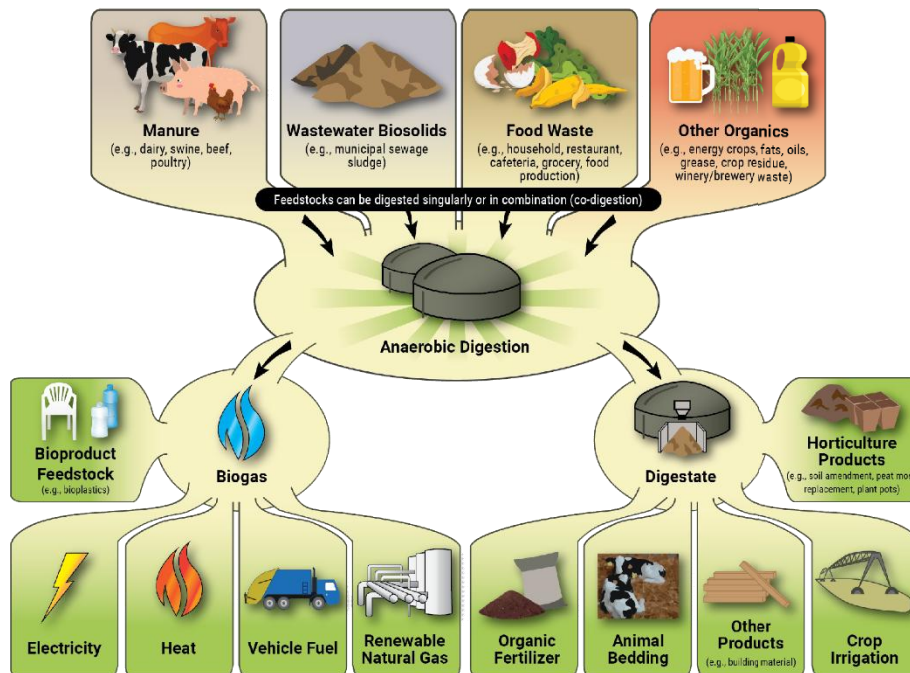 Manure
(e.g., dairy, swine, beef,
poultry)
Wastewater Biosolids
(e.g., municipal sewage
sludge)
Food Waste
(e.g., household, restaurant,
cafeteria, grocery, food
production)
Other Organics
(e.g., energy crops, fats, oils,
grease, crop residue,
winery/brewery waste)
Feedstocks can be digested singularly or in combination (co-digestion)
Anaerobic Digestion
Bioproduct
Feedstock
(e.g., bioplastics)
Biogas
Digestate
Horticulture
Products
(e.g., soil amendment, peat mos
replacement, plant pots)
Electricity
Heat
Vehicle Fuel
Renewable
Natural Gas
Organic
Fertilizer
Animal
Bedding
Other
Products
(e.g., building material)
Crop
Irrigation